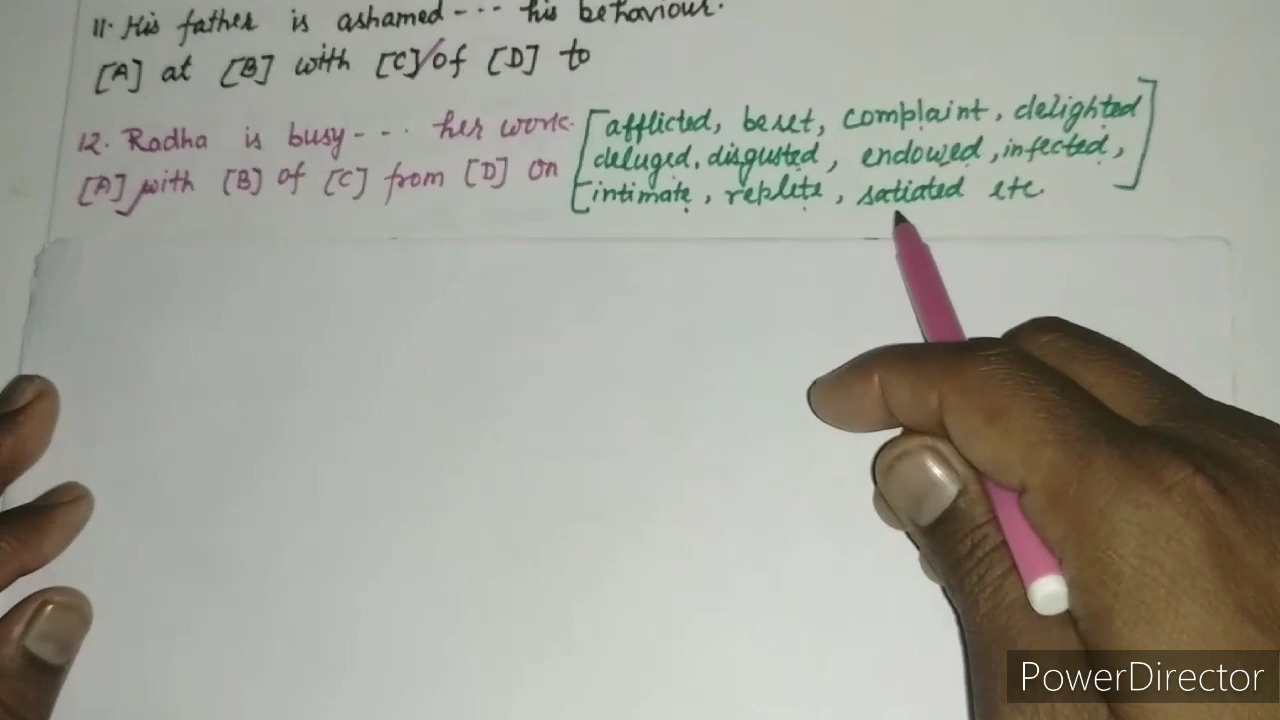 11. His father is ashamed --- his behaviour.
[A] at [B] with [C] of [D] to
12. Radha is busy --- her work.
[A] with [B] of [C] from [D] on
[afflicted, beset, complaint, delighted
deluged, disgusted, endowed, infected,
intimate, replete, satiated etc.]
PowerDirector